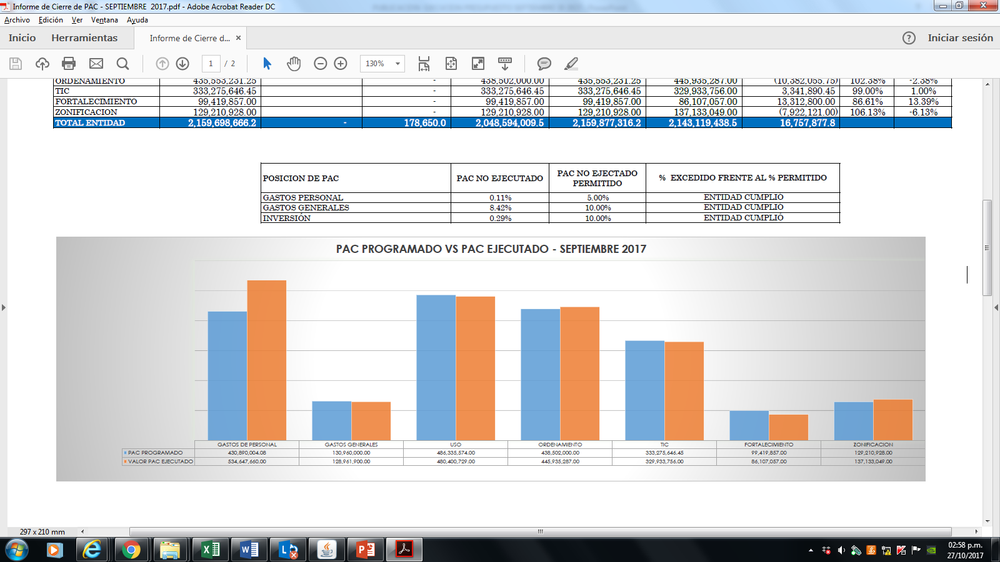 Informe de Cierre de PAC - SEPTIEMBRE  2017.pdf - Adobe Acrobat Reader DC
Archivo Edición Ver Ventana Ayuda
Inicio Herramientas Informe de Cierre d... × ? Iniciar sesión
1 / 2 130%
ORDENAMIENTO 435,553,231.25 - 438,502,000.00 435,553,231.25 445,935,287.00 (10,382,055.75) 102.38% -2.38%
TIC 333,275,646.45 - 333,275,646.45 333,275,646.45 329,933,756.00 3,341,890.45 99.00% 1.00%
FORTALECIMIENTO 99,419,857.00 - 99,419,857.00 99,419,857.00 86,107,057.00 13,312,800.00 86.61% 13.39%
ZONIFICACION 129,210,928.00 - 129,210,928.00 129,210,928.00 137,133,049.00 (7,922,121.00) 106.13% -6.13%
TOTAL ENTIDAD 2,159,698,666.2 - 178,650.0 2,048,594,009.5 2,159,877,316.2 2,143,119,438.5 16,757,877.8
POSICION DE PAC PAC NO EJECUTADO PAC NO EJECTADO PERMITIDO % EXCEDIDO FRENTE AL % PERMITIDO
GASTOS PERSONAL 0.11% 5.00% ENTIDAD CUMPLIO
GASTOS GENERALES 8.42% 10.00% ENTIDAD CUMPLIÓ
INVERSIÓN 0.29% 10.00% ENTIDAD CUMPLIÓ
PAC PROGRAMADO VS PAC EJECUTADO - SEPTIEMBRE 2017
GASTOS DE PERSONAL GASTOS GENERALES USO ORDENAMIENTO TIC FORTALECIMIENTO ZONIFICACION
PAC PROGRAMADO 430,890,004.08 130,960,000.00 486,335,574.00 438,502,000.00 333,275,646.45 99,419,857.00 129,210,928.00
VALOR PAC EJECUTADO 534,647,660.00 128,961,900.00 480,400,729.00 445,935,287.00 329,933,756.00 86,107,057.00 137,133,049.00
297 x 210 mm
02:58 p.m.
27/10/2017